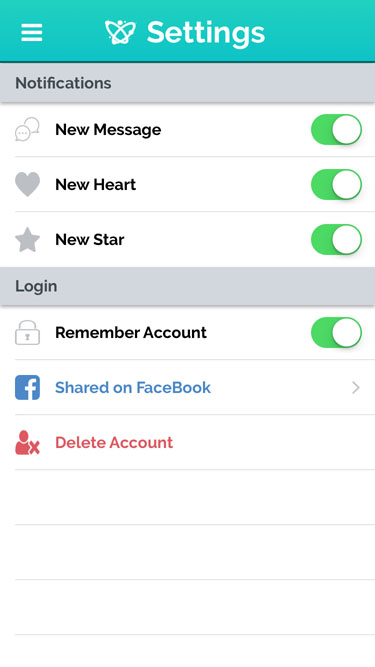 Settings
Notifications
New Message
New Heart
New Star
Login
Remember Account
Shared on FaceBook
Delete Account